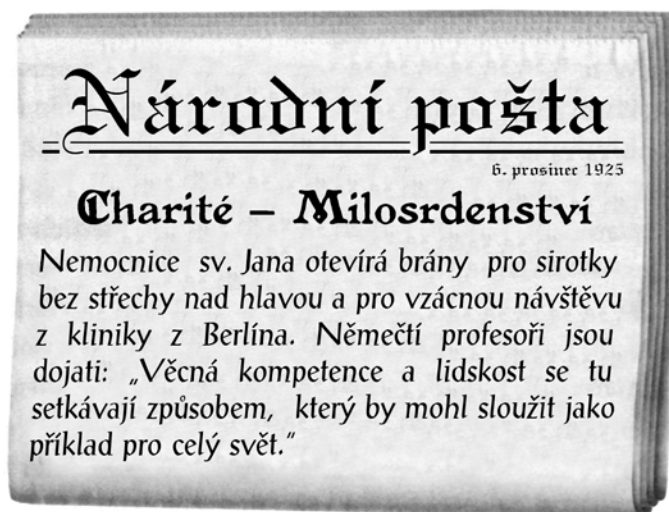 Národní pošta
6. prosinec 1925
Charité – Milosrdenství
Nemocnice sv. Jana otevírá brány pro sirotky
bez střechy nad hlavou a pro vzácnou návštěvu
z kliniky z Berlína. Němečtí profesoři jsou
dojati: „Věcná kompetence a lidskost se tu
setkávají způsobem, který by mohl sloužit jako
příklad pro celý svět.“